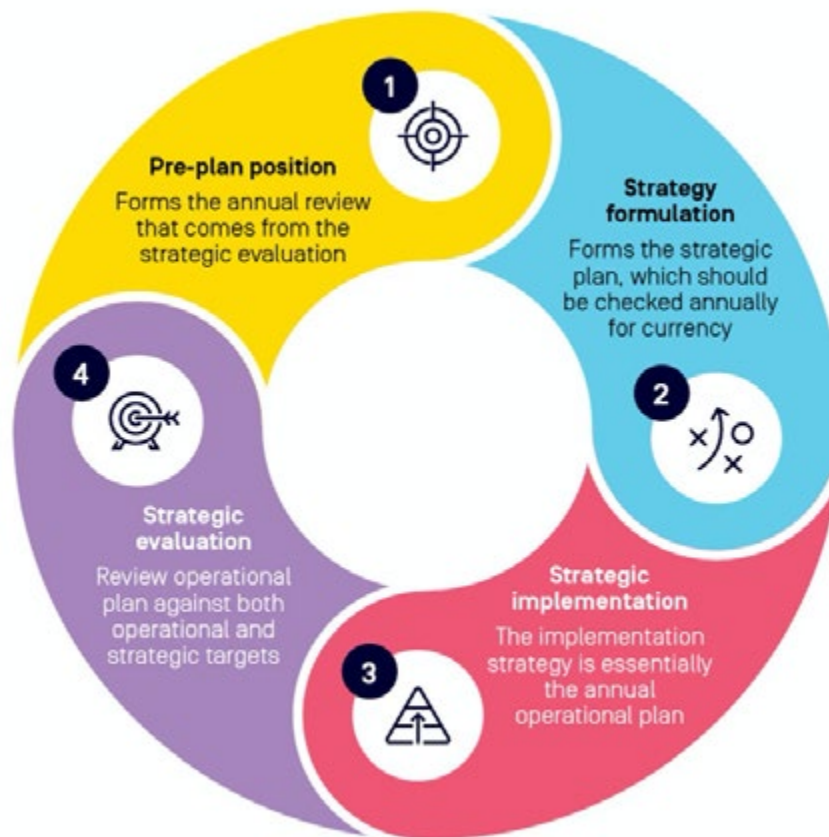 1
Pre-plan position
Forms the annual review
that comes from the
strategic evaluation
Strategy
formulation
Forms the strategic
plan, which should
be checked annually
for currency
2
Strategic
implementation
The implementation
strategy is essentially
the annual
operational plan
3
4
Strategic
evaluation
Review operational
plan against both
operational and
strategic targets